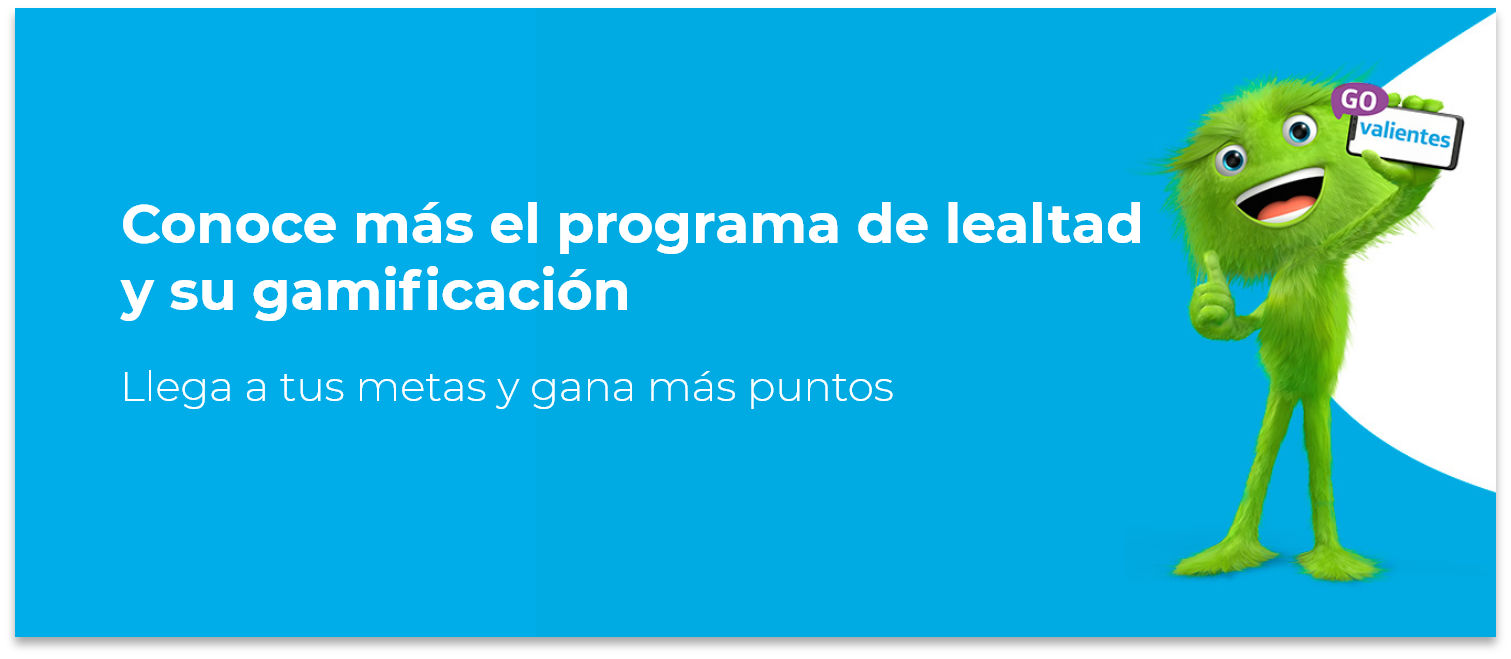 Conoce más el programa de lealtad
y su gamificación
Llega a tus metas y gana más puntos
GO
valientes